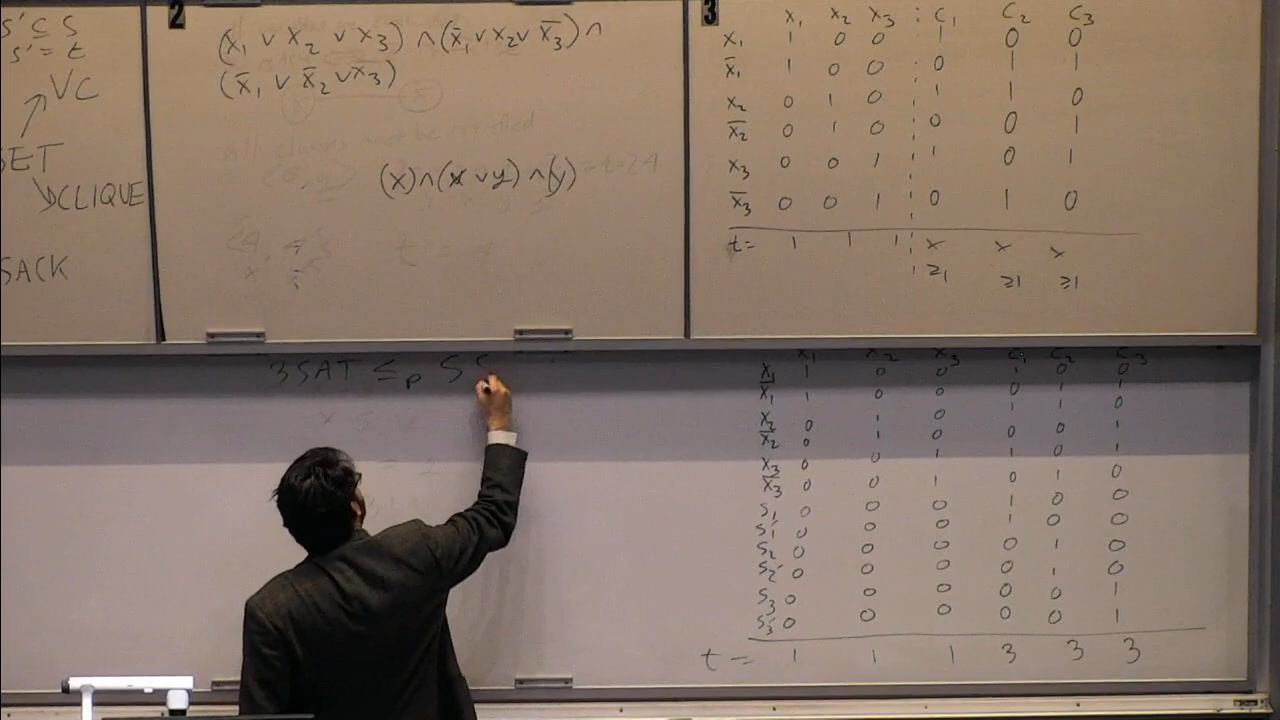 S' ⊆ S
S' = t
VC
SET
CLIQUE
SACK
2
(x₁ ∨ x₂ ∨ x₃) ∧ (x̄₁ ∨ x₂ ∨ x̄₃) ∧
(x̄₁ ∨ x̄₂ ∨ x₃)
(x) ∧ (x ∨ y) ∧ (y)
3
x₁ x₂ x₃ : C₁ C₂ C₃
x₁ 1 0 0 1 0 0
x̄₁ 1 0 0 0 1 1
x₂ 0 1 0 1 1 0
x̄₂ 0 1 0 0 0 1
x₃ 0 0 1 1 0 1
x̄₃ 0 0 1 0 1 0
t = 1 1 1 x x x
≥1 ≥1 ≥1
3SAT ≤p S S
x₁ x₂ x₃ C₁ C₂ C₃
x₁ 1 0 0 1 0 0
x̄₁ 1 0 0 0 1 1
x₂ 0 1 0 1 1 0
x̄₂ 0 1 0 0 0 1
x₃ 0 0 1 1 0 1
x̄₃ 0 0 1 0 1 0
S₁ 0 0 0 1 0 0
S₁' 0 0 0 1 0 0
S₂ 0 0 0 0 1 0
S₂' 0 0 0 0 1 0
S₃ 0 0 0 0 0 1
S₃' 0 0 0 0 0 1
t = 1 1 1 3 3 3